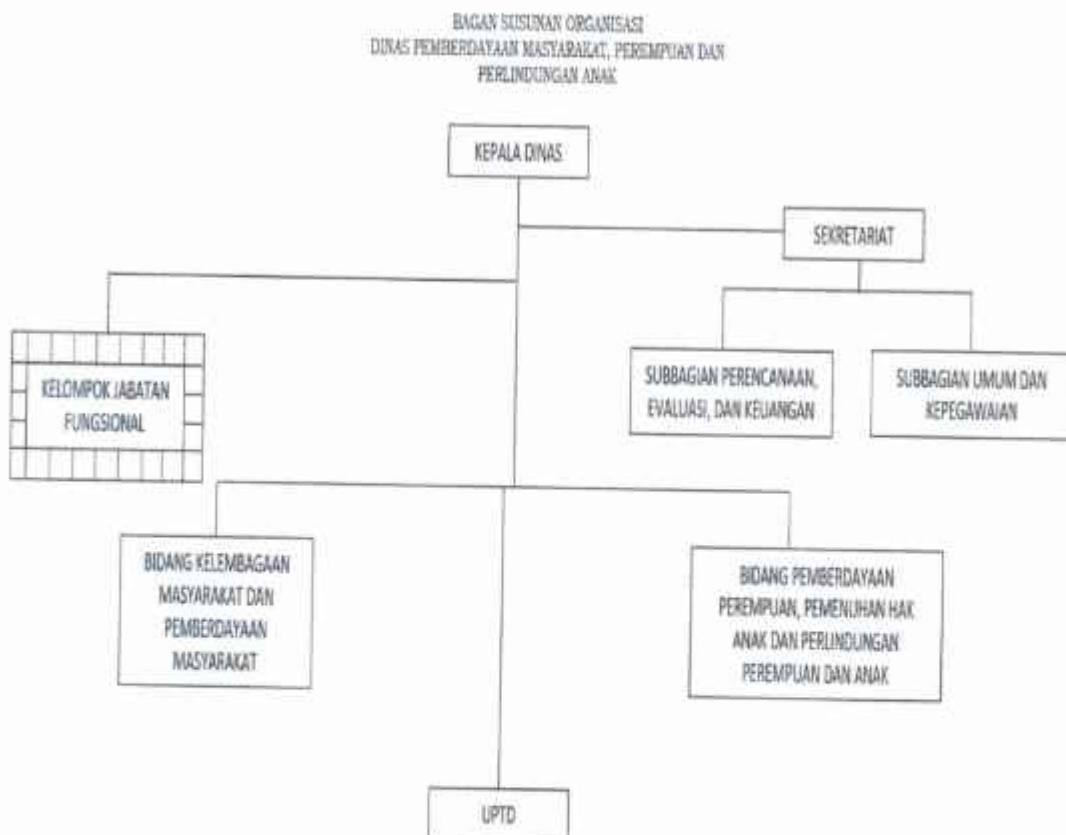 BAGAN SUSUNAN ORGANISASI
DINAS PEMBERDAYAAN MASYARAKAT, PEREMPUAN DAN
PERLINDUNGAN ANAK
KEPALA DINAS
SEKRETARIAT
KELOMPOK JABATAN
FUNGSIONAL
SUBBAGIAN PERENCANAAN,
EVALUASI, DAN KEUANGAN
SUBBAGIAN UMUM DAN
KEPEGAWAIAN
BIDANG KELEMBAGAAN
MASYARAKAT DAN
PEMBERDAYAAN
MASYARAKAT
BIDANG PEMBERDAYAAN
PEREMPUAN, PEMENUHAN HAK
ANAK DAN PERLINDUNGAN
PEREMPUAN DAN ANAK
UPTD